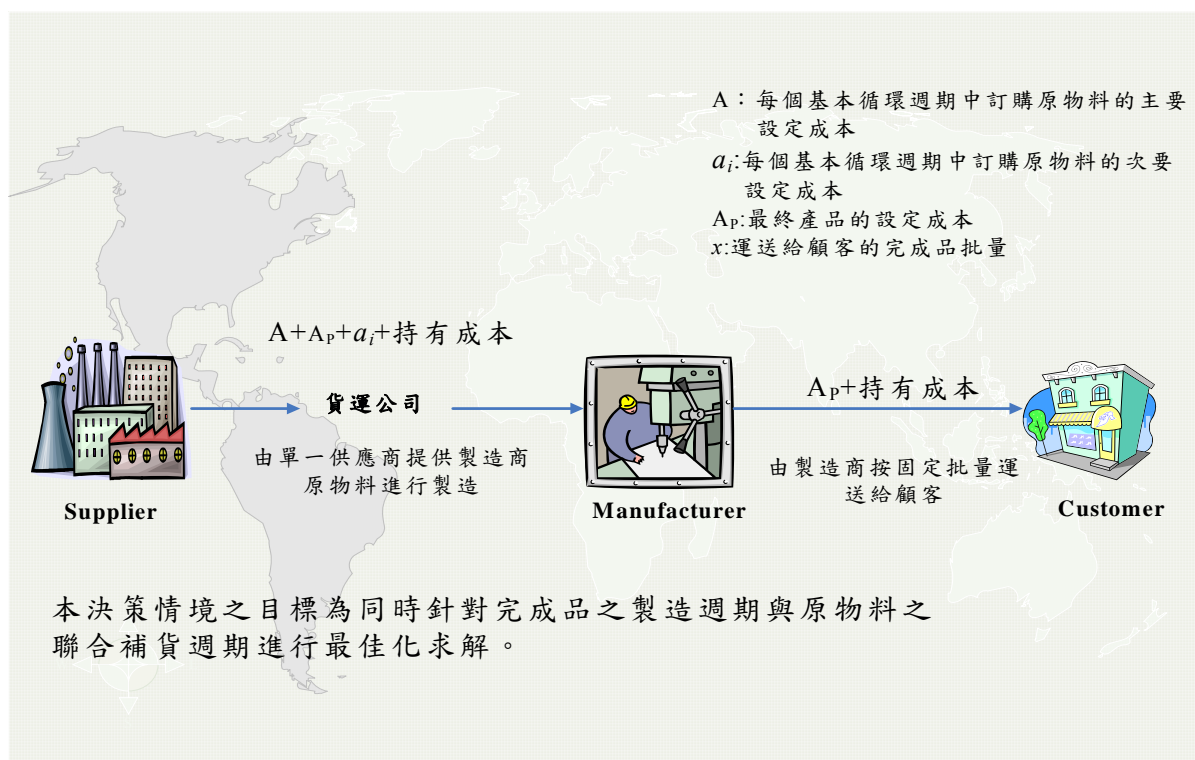 A：每個基本循環週期中訂購原物料的主要
設定成本
ai:每個基本循環週期中訂購原物料的次要
設定成本
AP:最終產品的設定成本
x:運送給顧客的完成品批量
A+AP+ai+持有成本
貨運公司
由單一供應商提供製造商
原物料進行製造
Supplier
Manufacturer
AP+持有成本
由製造商按固定批量運
送給顧客
Customer
本決策情境之目標為同時針對完成品之製造週期與原物料之
聯合補貨週期進行最佳化求解。